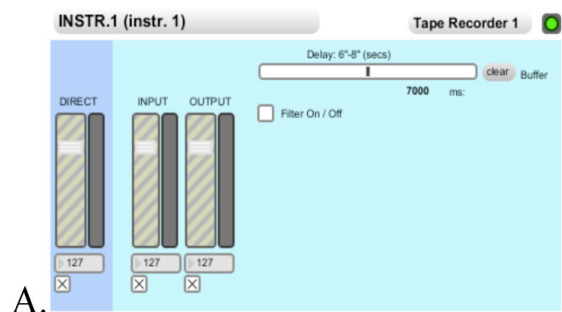 INSTR.1 (instr. 1)
Tape Recorder 1
Delay: 6"-8" (secs)
clear Buffer
7000 ms:
DIRECT INPUT OUTPUT
Filter On / Off
127 127 127
A.